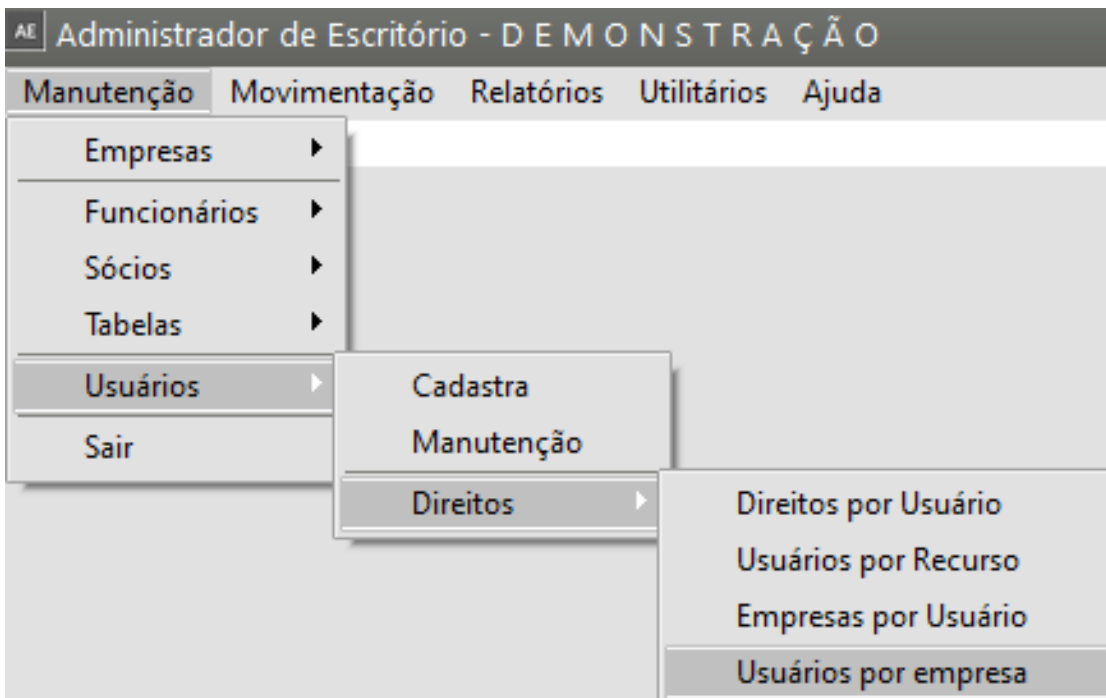 AE Administrador de Escritório - D E M O N S T R A Ç Ã O
Manutenção Movimentação Relatórios Utilitários Ajuda
Empresas
Funcionários
Sócios
Tabelas
Usuários
Sair
Cadastra
Manutenção
Direitos
Direitos por Usuário
Usuários por Recurso
Empresas por Usuário
Usuários por empresa